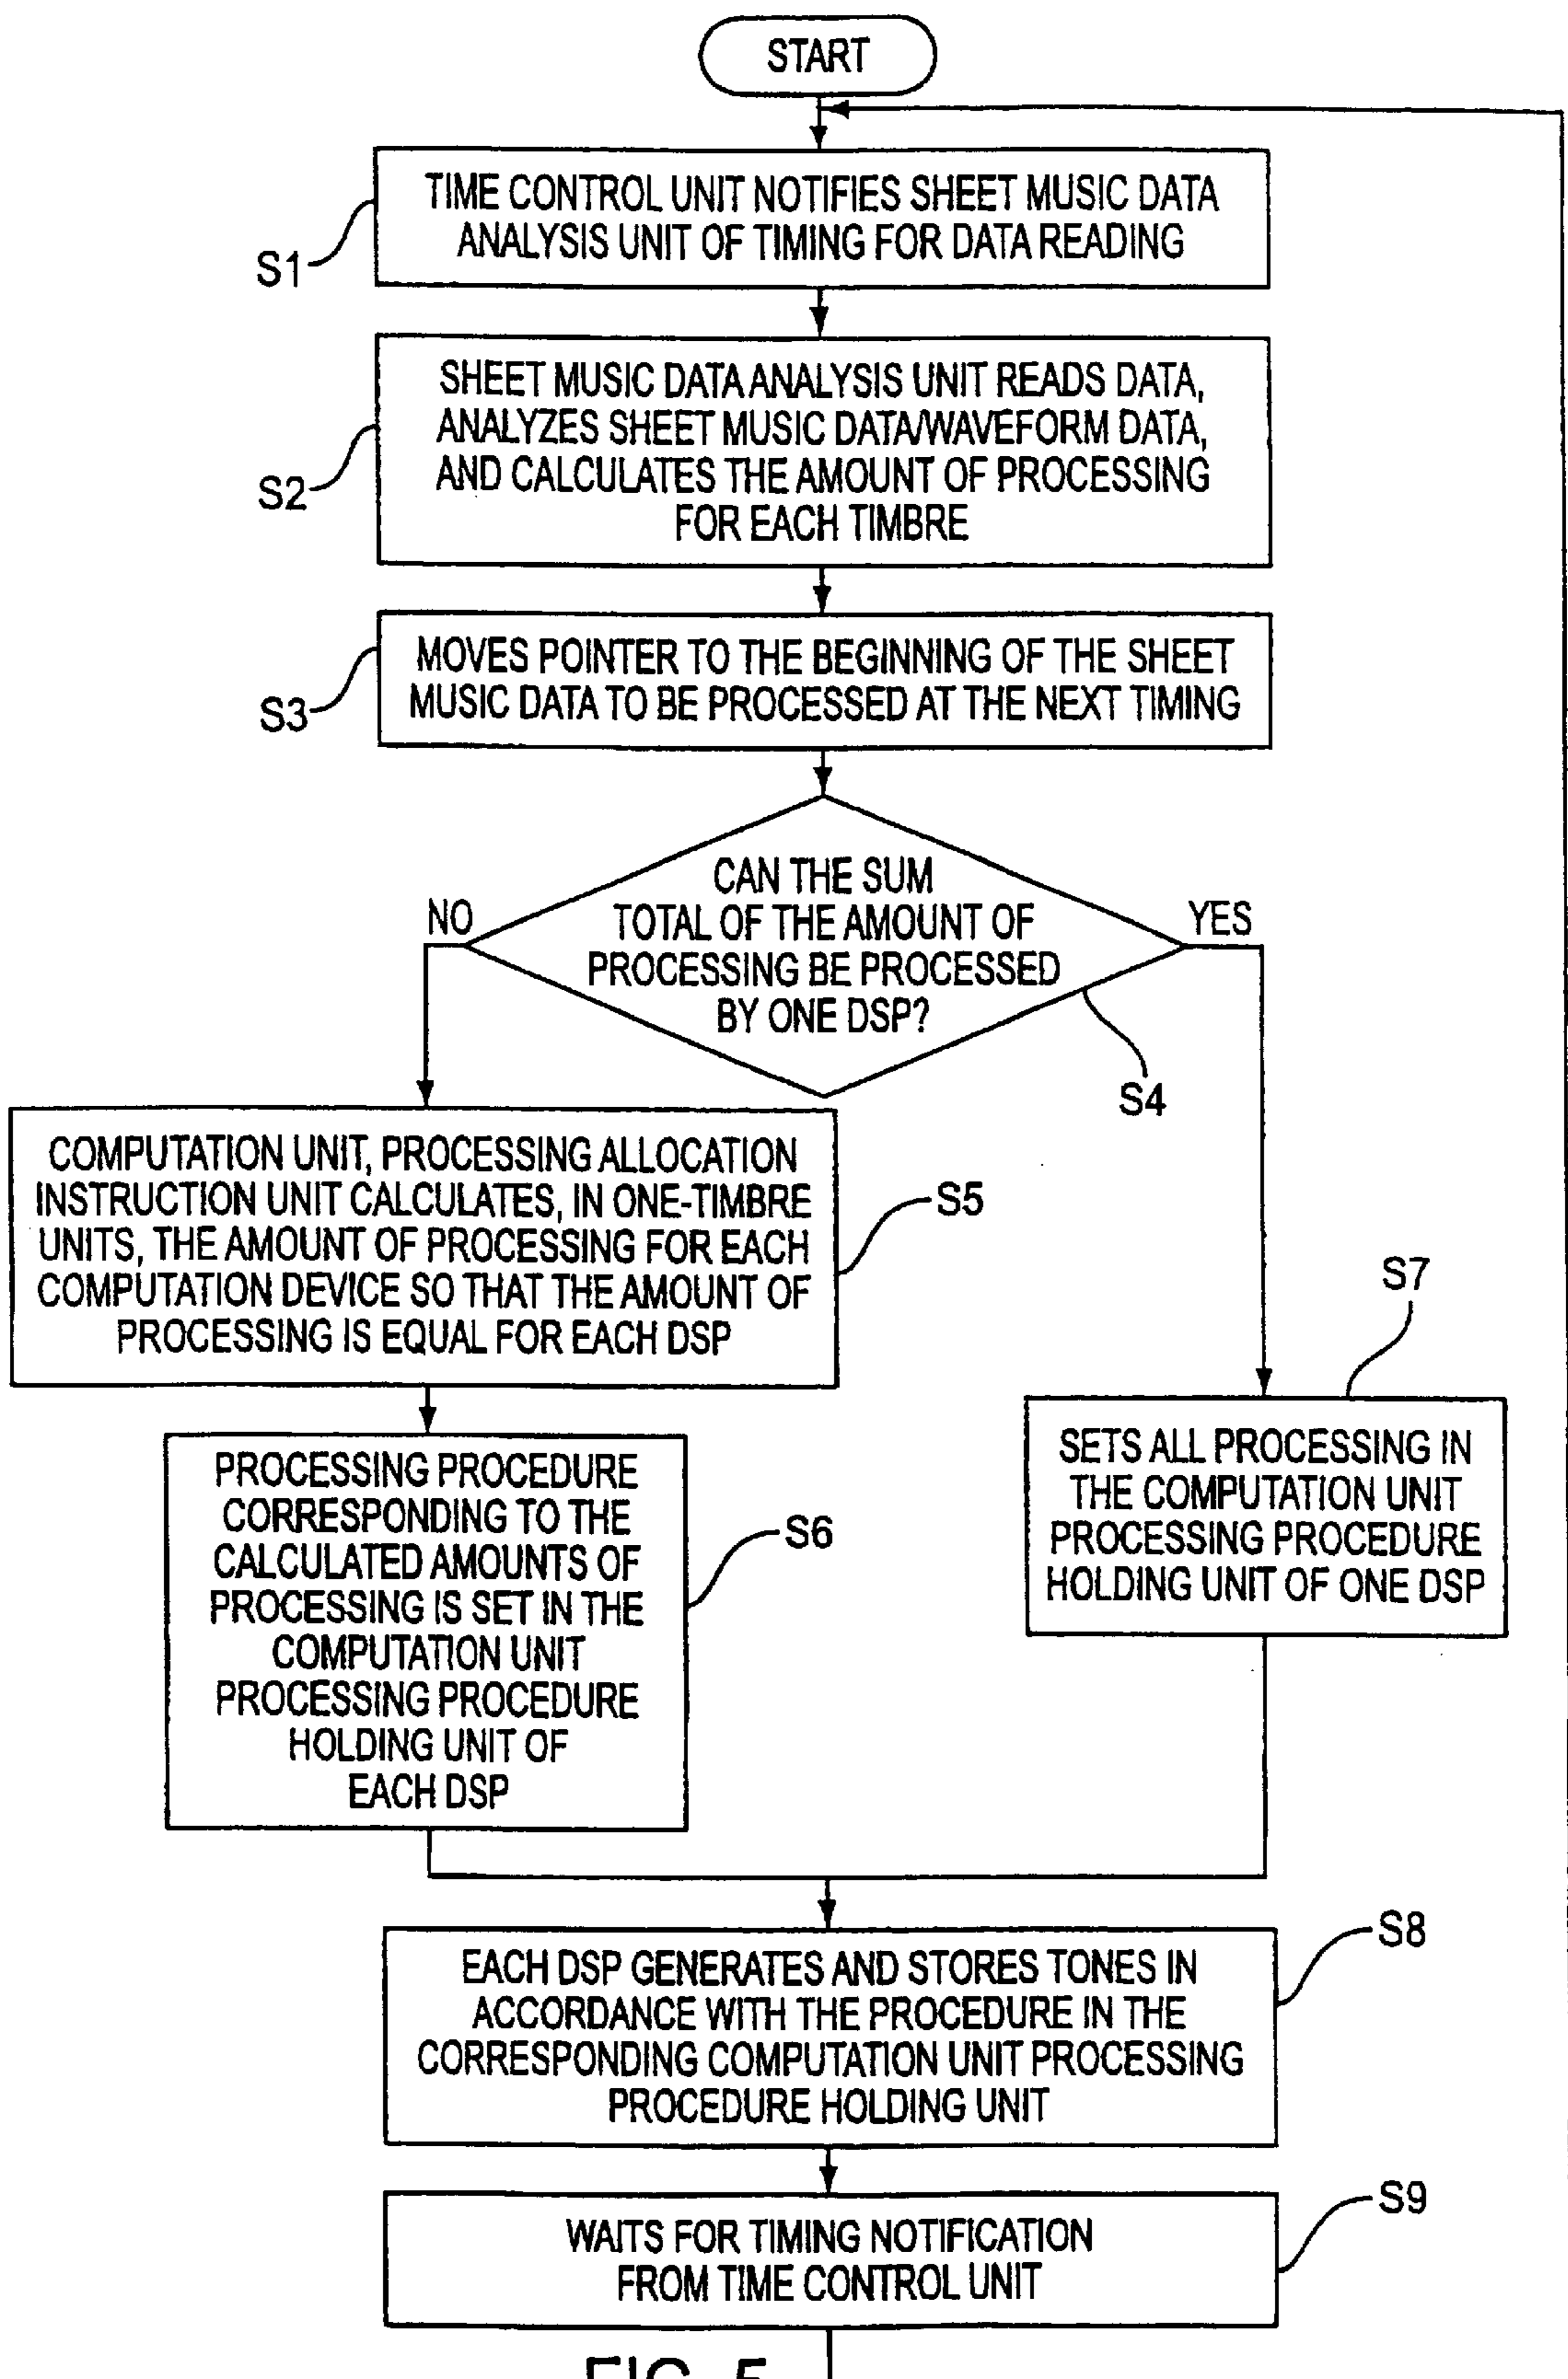 START
TIME CONTROL UNIT NOTIFIES SHEET MUSIC DATA
ANALYSIS UNIT OF TIMING FOR DATA READING
S1
SHEET MUSIC DATA ANALYSIS UNIT READS DATA,
ANALYZES SHEET MUSIC DATA/WAVEFORM DATA,
AND CALCULATES THE AMOUNT OF PROCESSING
FOR EACH TIMBRE
S2
MOVES POINTER TO THE BEGINNING OF THE SHEET
MUSIC DATA TO BE PROCESSED AT THE NEXT TIMING
S3
CAN THE SUM
TOTAL OF THE AMOUNT OF
PROCESSING BE PROCESSED
BY ONE DSP?
NO
YES
S4
COMPUTATION UNIT, PROCESSING ALLOCATION
INSTRUCTION UNIT CALCULATES, IN ONE-TIMBRE
UNITS, THE AMOUNT OF PROCESSING FOR EACH
COMPUTATION DEVICE SO THAT THE AMOUNT OF
PROCESSING IS EQUAL FOR EACH DSP
S5
PROCESSING PROCEDURE
CORRESPONDING TO THE
CALCULATED AMOUNTS OF
PROCESSING IS SET IN THE
COMPUTATION UNIT
PROCESSING PROCEDURE
HOLDING UNIT OF
EACH DSP
S6
S7
SETS ALL PROCESSING IN
THE COMPUTATION UNIT
PROCESSING PROCEDURE
HOLDING UNIT OF ONE DSP
EACH DSP GENERATES AND STORES TONES IN
ACCORDANCE WITH THE PROCEDURE IN THE
CORRESPONDING COMPUTATION UNIT PROCESSING
PROCEDURE HOLDING UNIT
S8
WAITS FOR TIMING NOTIFICATION
FROM TIME CONTROL UNIT
S9
FIG. 5